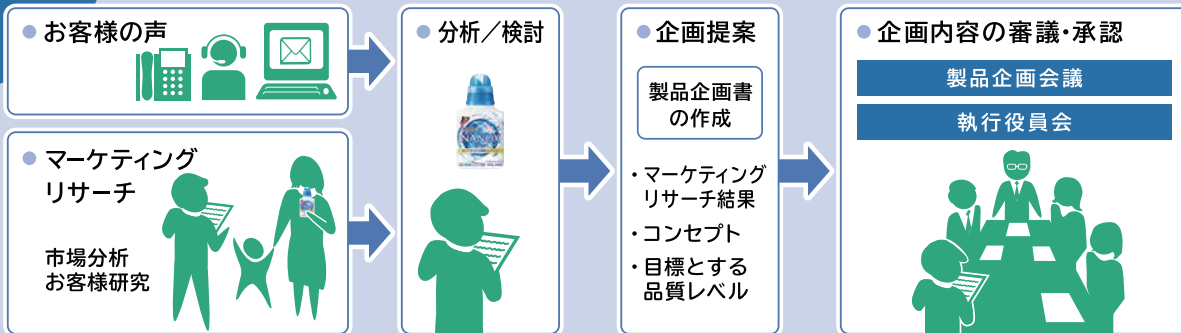 ● お客様の声
● マーケティング
リサーチ
市場分析
お客様研究
● 分析／検討
NANOX
● 企画提案
製品企画書
の作成
・マーケティング
リサーチ結果
・コンセプト
・目標とする
品質レベル
● 企画内容の審議・承認
製品企画会議
執行役員会